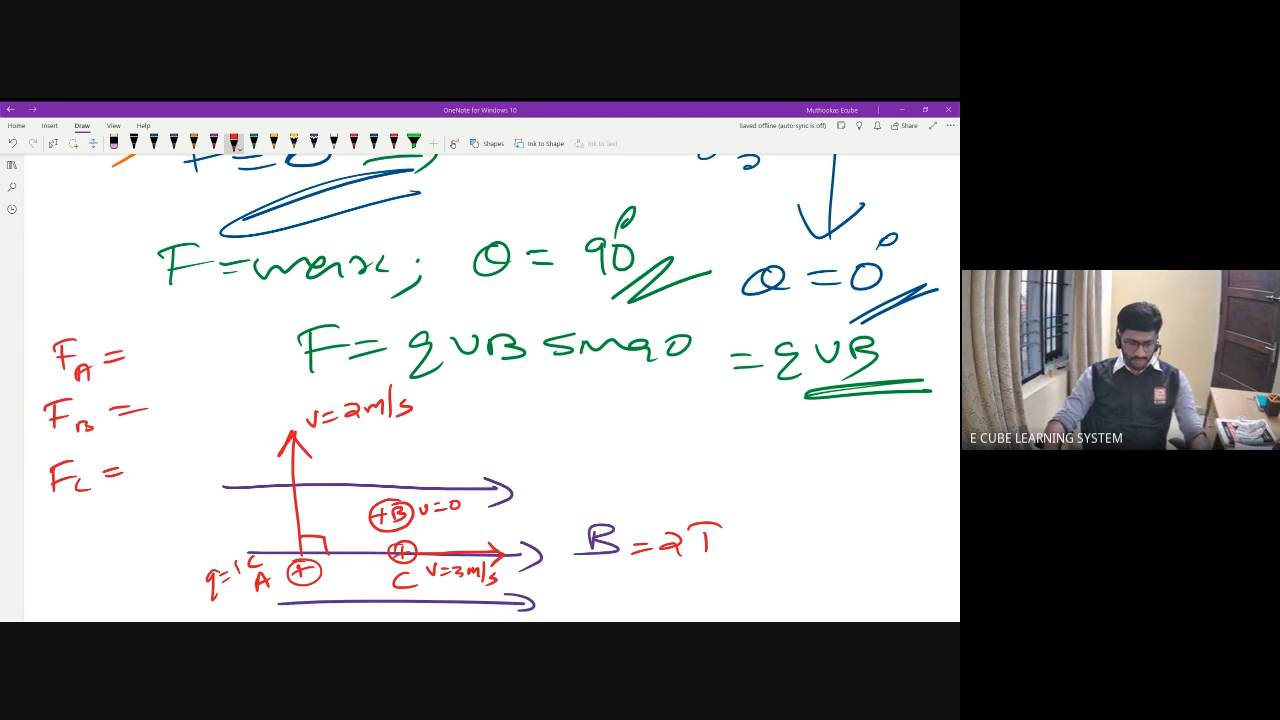 OneNote for Windows 10
Muthookas Ecube
Home Insert Draw View Help
Saved offline (auto-sync is off)
Share
Shapes
Ink to Shape
Ink to Text
F = max ; θ = 90°
θ = 0°
F = qVB sin 90 = qVB
F_A =
F_B =
F_C =
V = 2m/s
+B V=0
B = 2T
q=1C
A +
+
C V=3m/s
E CUBE LEARNING SYSTEM